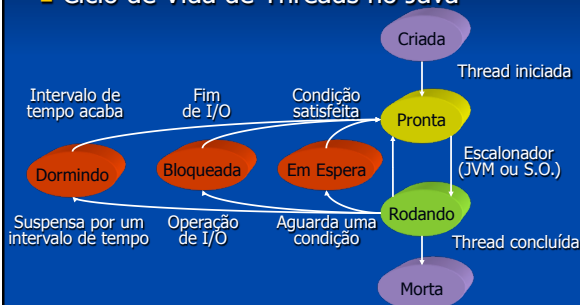 Ciclo de Vida de Threads no Java
Criada
Thread iniciada
Intervalo de
tempo acaba
Fim
de I/O
Condição
satisfeita
Pronta
Escalonador
(JVM ou S.O.)
Dormindo
Bloqueada
Em Espera
Rodando
Suspensa por um
intervalo de tempo
Operação
de I/O
Aguarda uma
condição
Thread concluída
Morta